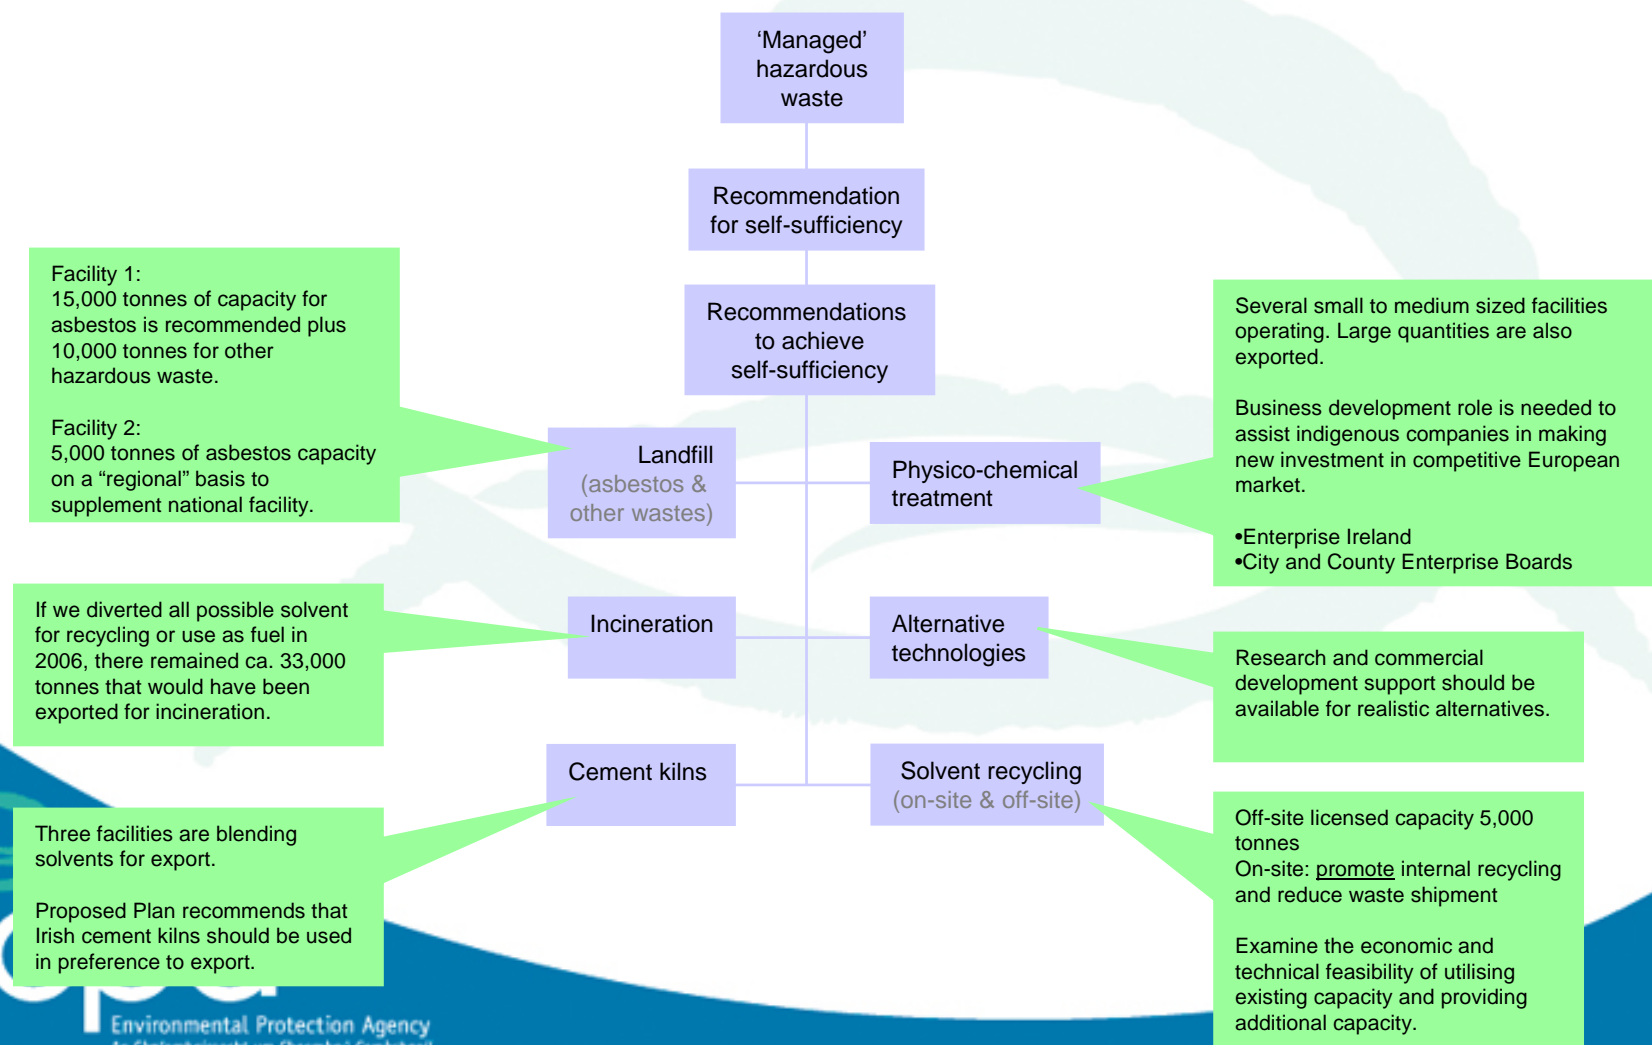 ‘Managed’
hazardous
waste
Recommendation
for self-sufficiency
Recommendations
to achieve
self-sufficiency
Facility 1:
15,000 tonnes of capacity for
asbestos is recommended plus
10,000 tonnes for other
hazardous waste.
Facility 2:
5,000 tonnes of asbestos capacity
on a “regional” basis to
supplement national facility.
Landfill
(asbestos &
other wastes)
Physico-chemical
treatment
Several small to medium sized facilities
operating. Large quantities are also
exported.
Business development role is needed to
assist indigenous companies in making
new investment in competitive European
market.
•Enterprise Ireland
•City and County Enterprise Boards
If we diverted all possible solvent
for recycling or use as fuel in
2006, there remained ca. 33,000
tonnes that would have been
exported for incineration.
Incineration
Alternative
technologies
Research and commercial
development support should be
available for realistic alternatives.
Cement kilns
Solvent recycling
(on-site & off-site)
Three facilities are blending
solvents for export.
Proposed Plan recommends that
Irish cement kilns should be used
in preference to export.
Off-site licensed capacity 5,000
tonnes
On-site: promote internal recycling
and reduce waste shipment
Examine the economic and
technical feasibility of utilising
existing capacity and providing
additional capacity.
Environmental Protection Agency